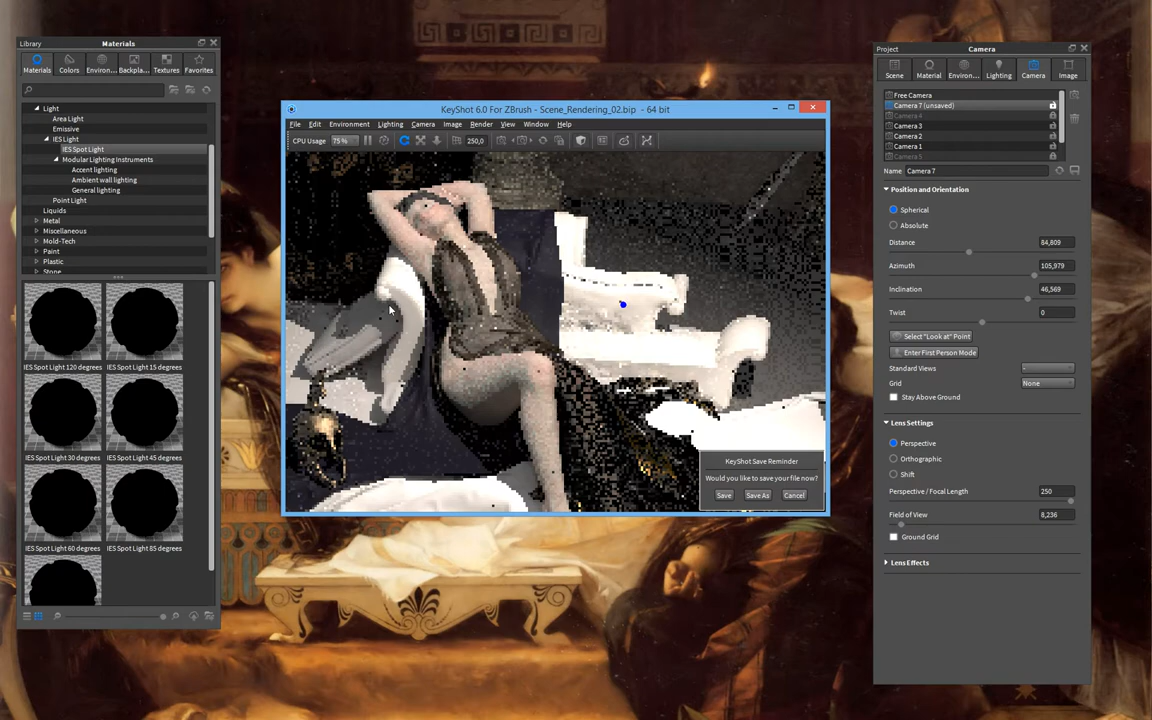 Library
Materials
Materials Colors Environ... Backpla... Textures Favorites
Light
Area Light
Emissive
IES Light
IES Spot Light
Modular Lighting Instruments
Accent lighting
Ambient wall lighting
General lighting
Point Light
Liquids
Metal
Miscellaneous
Mold-Tech
Paint
Plastic
Stone
IES Spot Light 120 degrees IES Spot Light 15 degrees
IES Spot Light 30 degrees IES Spot Light 45 degrees
IES Spot Light 60 degrees IES Spot Light 85 degrees
KeyShot 6.0 For ZBrush - Scene_Rendering_02.bip - 64 bit
File Edit Environment Lighting Camera Image Render View Window Help
CPU Usage 75 % 250,0
KeyShot Save Reminder
Would you like to save your file now?
Save Save As Cancel
Project
Camera
Scene Material Environ... Lighting Camera Image
Free Camera
Camera 7 (unsaved)
Camera 4
Camera 3
Camera 2
Camera 1
Camera 5
Name Camera 7
Position and Orientation
Spherical
Absolute
Distance 84,809
Azimuth 105,979
Inclination 46,569
Twist 0
Select "Look at" Point
Enter First Person Mode
Standard Views -
Grid None
Stay Above Ground
Lens Settings
Perspective
Orthographic
Shift
Perspective / Focal Length 250
Field of View 8,236
Ground Grid
Lens Effects